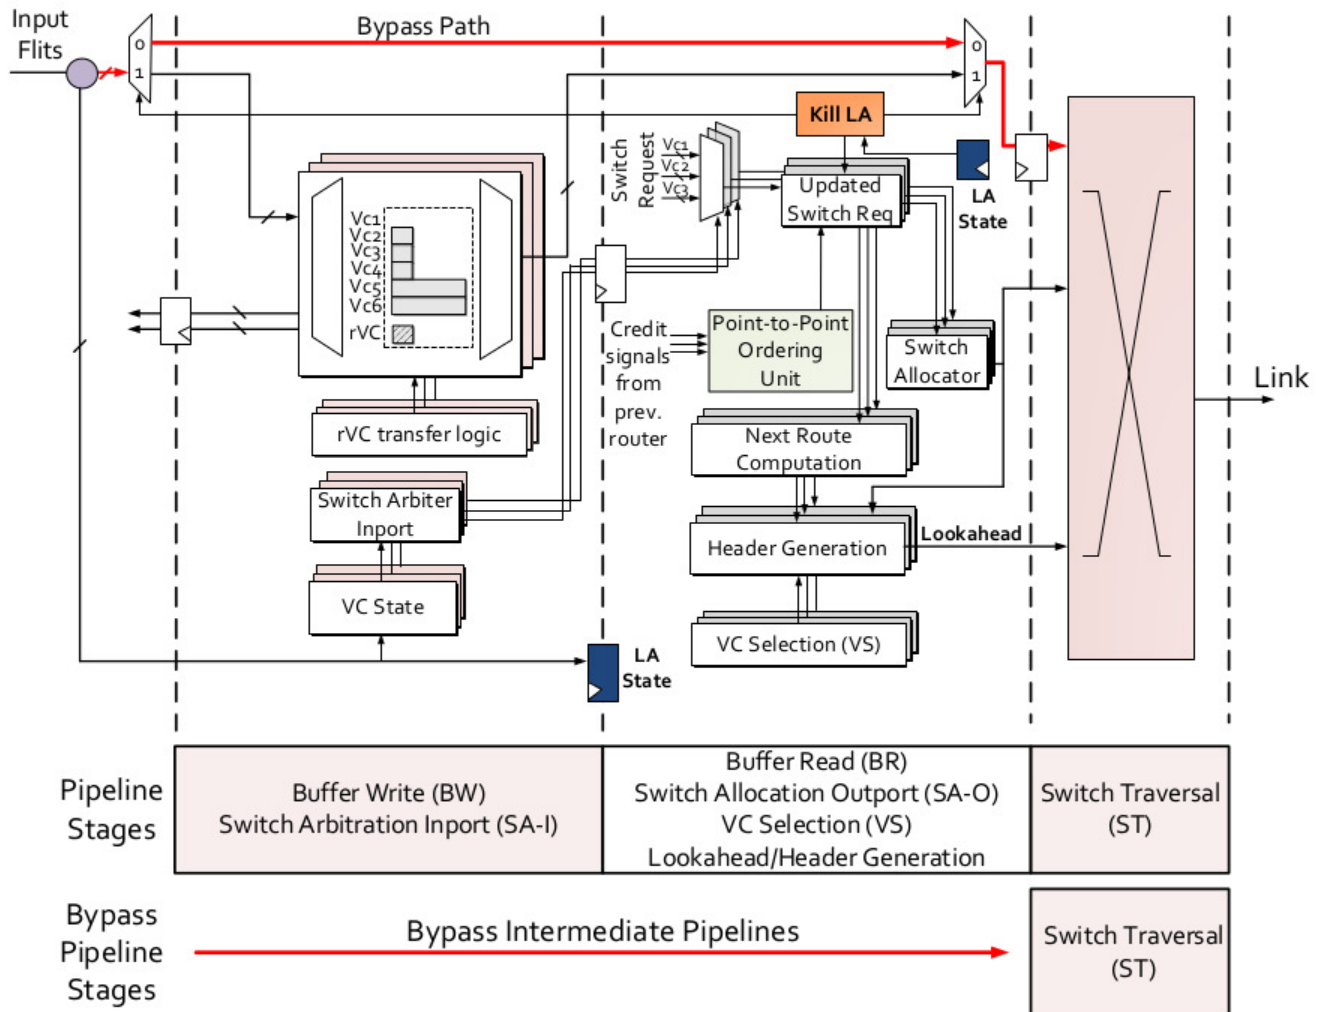 Input
Flits
Bypass Path
0
1
0
1
Kill LA
Switch
Request
Vc1
Vc2
Vc3
Updated
Switch Req
LA
State
Vc1
Vc2
Vc3
Vc4
Vc5
Vc6
rVC
Credit
signals
from
prev.
router
Point-to-Point
Ordering
Unit
Switch
Allocator
Link
rVC transfer logic
Next Route
Computation
Switch Arbiter
Inport
Header Generation
Lookahead
VC State
VC Selection (VS)
LA
State
Pipeline
Stages
Buffer Write (BW)
Switch Arbitration Inport (SA-I)
Buffer Read (BR)
Switch Allocation Outport (SA-O)
VC Selection (VS)
Lookahead/Header Generation
Switch Traversal
(ST)
Bypass
Pipeline
Stages
Bypass Intermediate Pipelines
Switch Traversal
(ST)